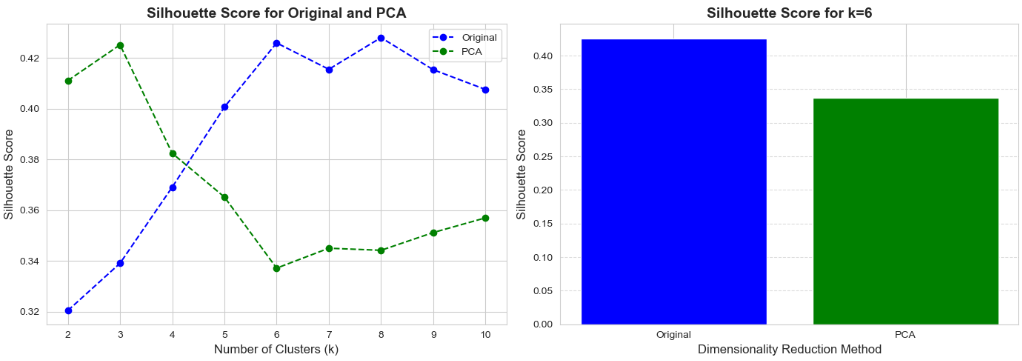 Silhouette Score for Original and PCA
Silhouette Score
0.42
0.40
0.38
0.36
0.34
0.32
2 3 4 5 6 7 8 9 10
Number of Clusters (k)
Original
PCA
Silhouette Score for k=6
Silhouette Score
0.40
0.35
0.30
0.25
0.20
0.15
0.10
0.05
0.00
Original PCA
Dimensionality Reduction Method